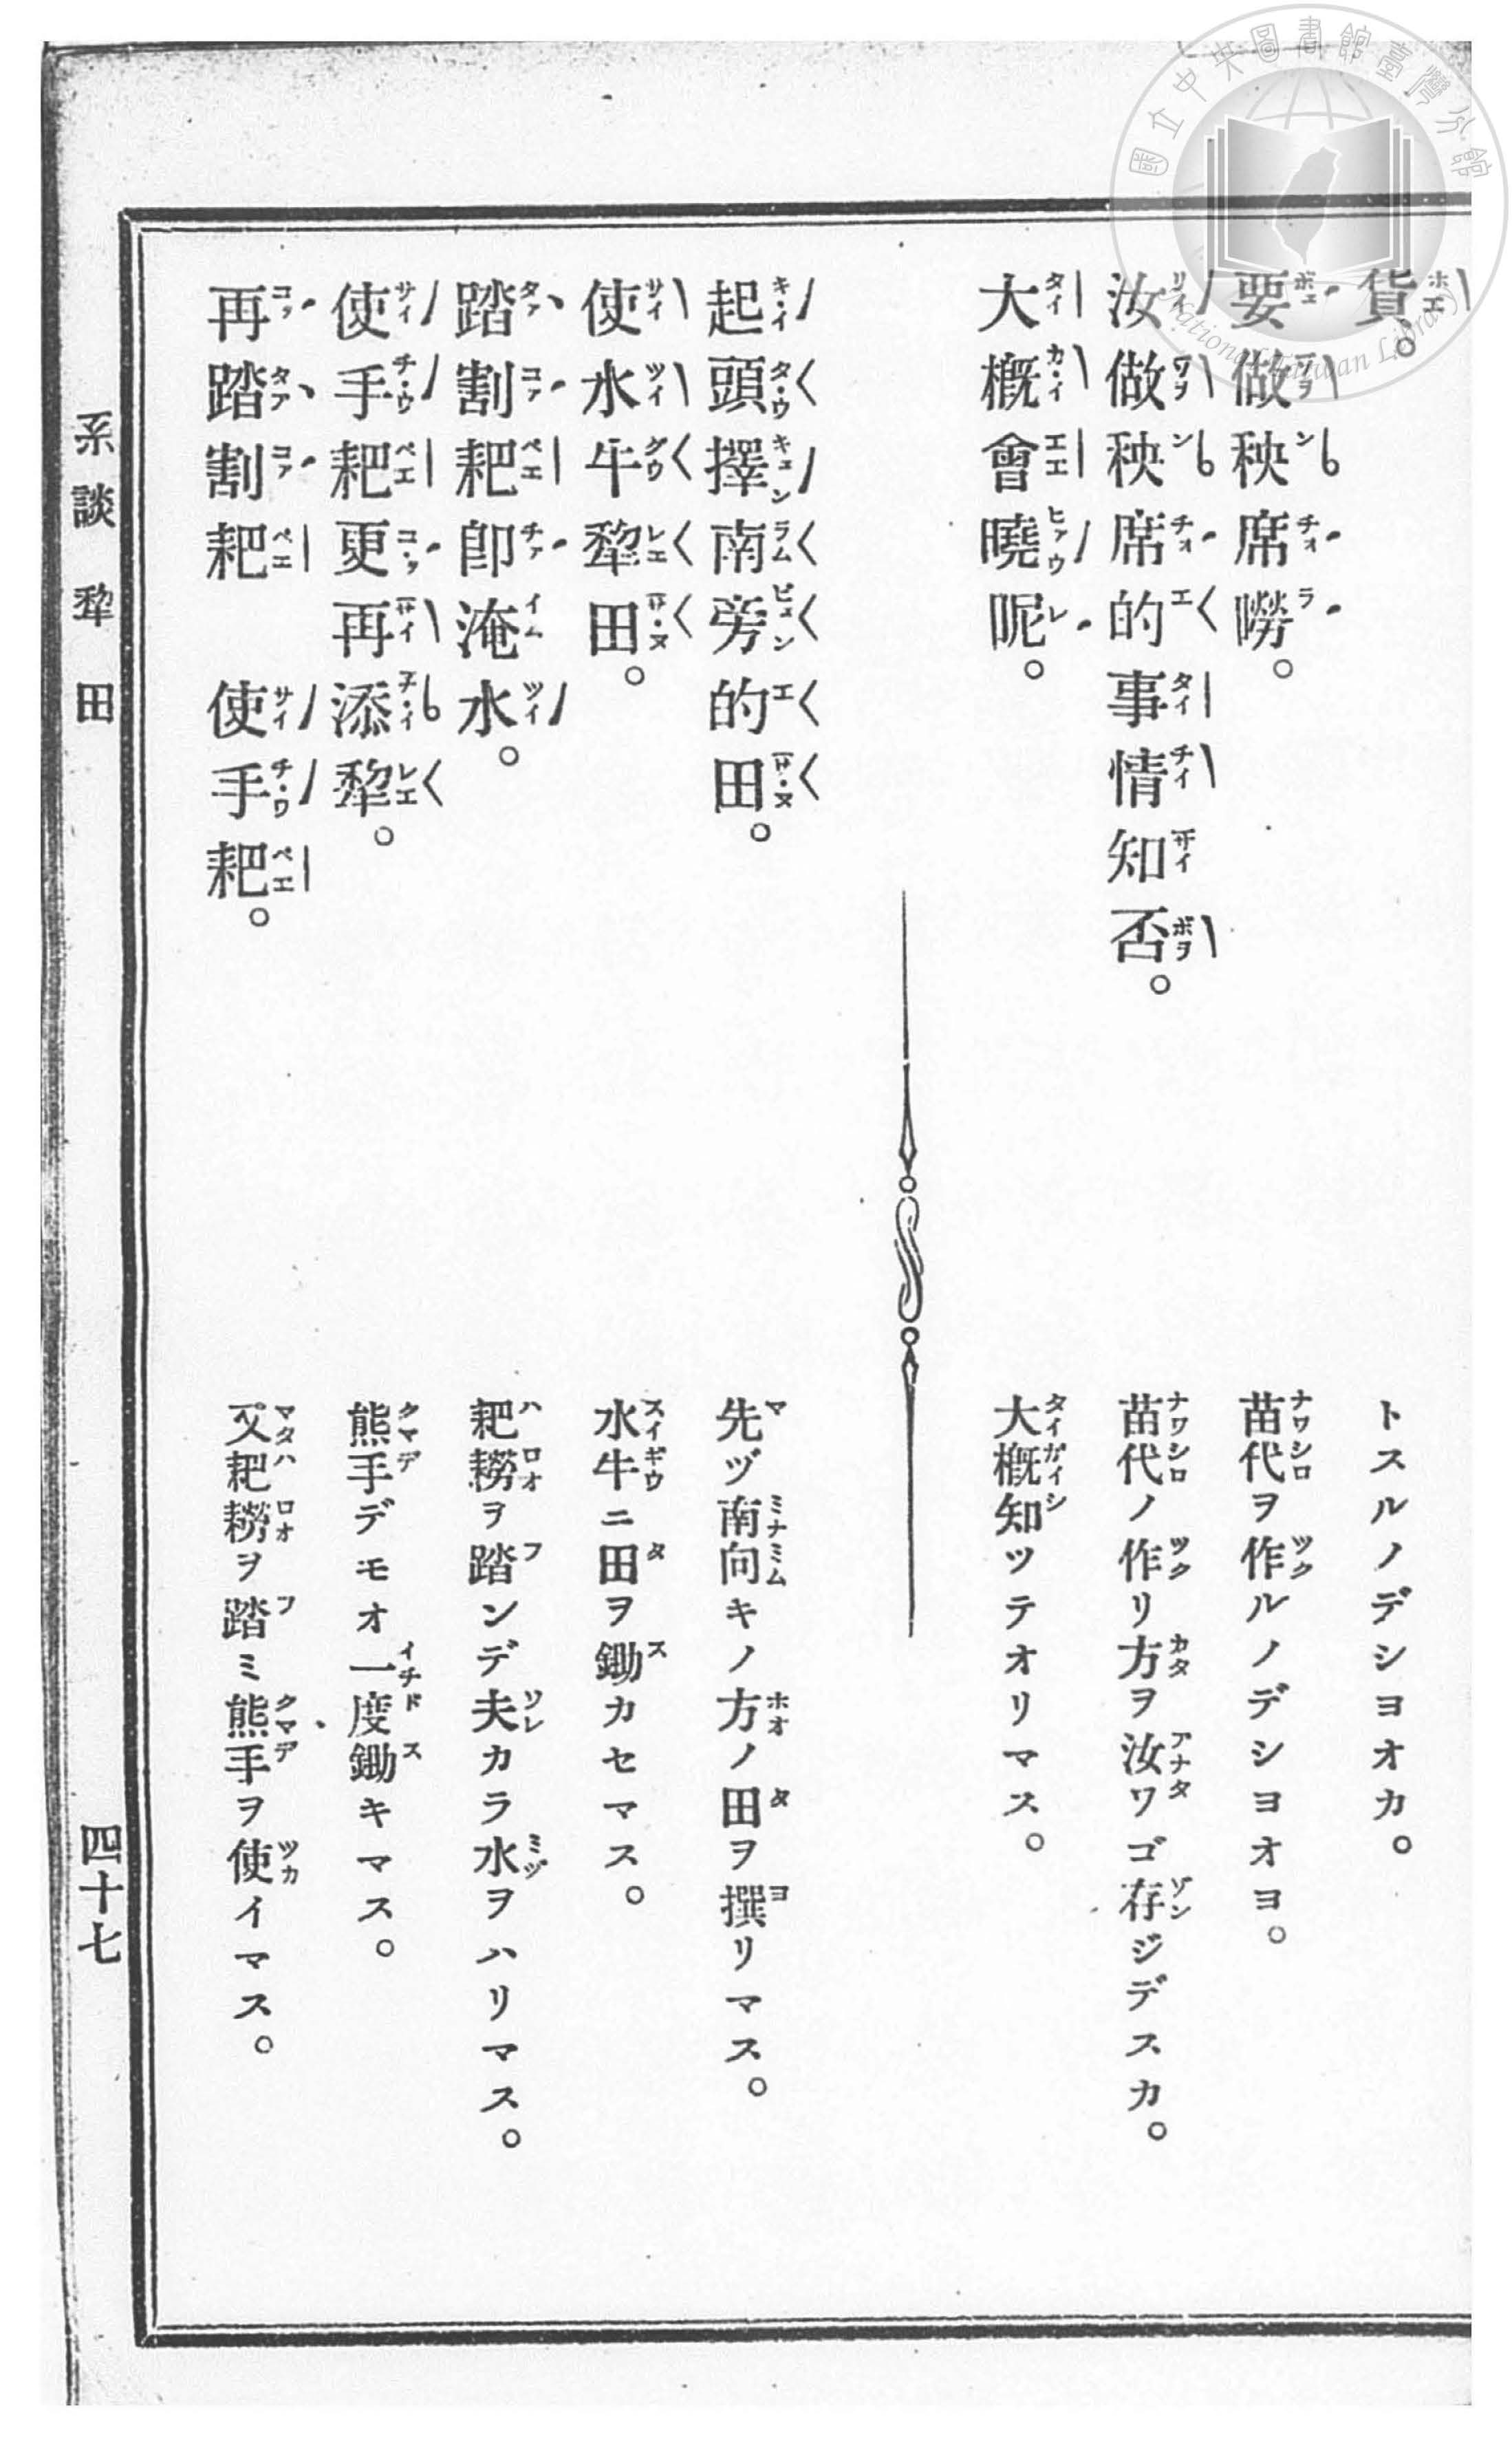 貨。
要做秧席嘮。
汝做秧席的事情知否。
大概會曉呢。
起頭擇南旁的田。
使水牛犂田。
踏割耙卽淹水。
使手耙更再添犂。
再踏割耙　使手耙。
トスルノデシヨオカ。
苗代ヲ作ルノデシヨオヨ。
苗代ノ作リ方ヲ汝ワゴ存ジデスカ。
大概知ツテオリマス。
先ヅ南向キノ方ノ田ヲ撰リマス。
水牛ニ田ヲ鋤カセマス。
耙耮ヲ踏ンデ夫カラ水ヲハリマス。
熊手デモオ一度鋤キマス。
又耙耮ヲ踏ミ熊手ヲ使イマス。
系談　犂田
四十七
國立中央圖書館臺灣分館
National Taiwan Library